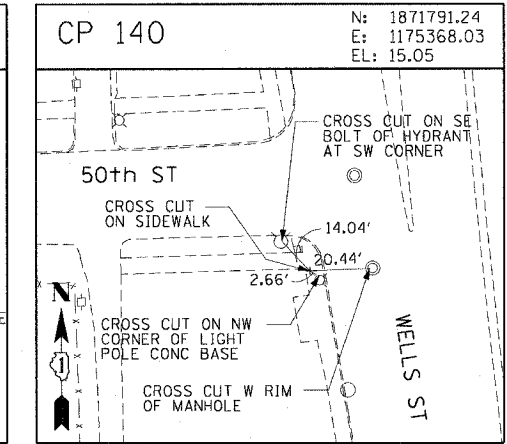 CP 140
N: 1871791.24
E: 1175368.03
EL: 15.05
CROSS CUT ON SE
BOLT OF HYDRANT
AT SW CORNER
50th ST
CROSS CUT
ON SIDEWALK
14.04'
20.44'
2.66'
N
1
CROSS CUT ON NW
CORNER OF LIGHT
POLE CONC BASE
WELLS ST
CROSS CUT W RIM
OF MANHOLE